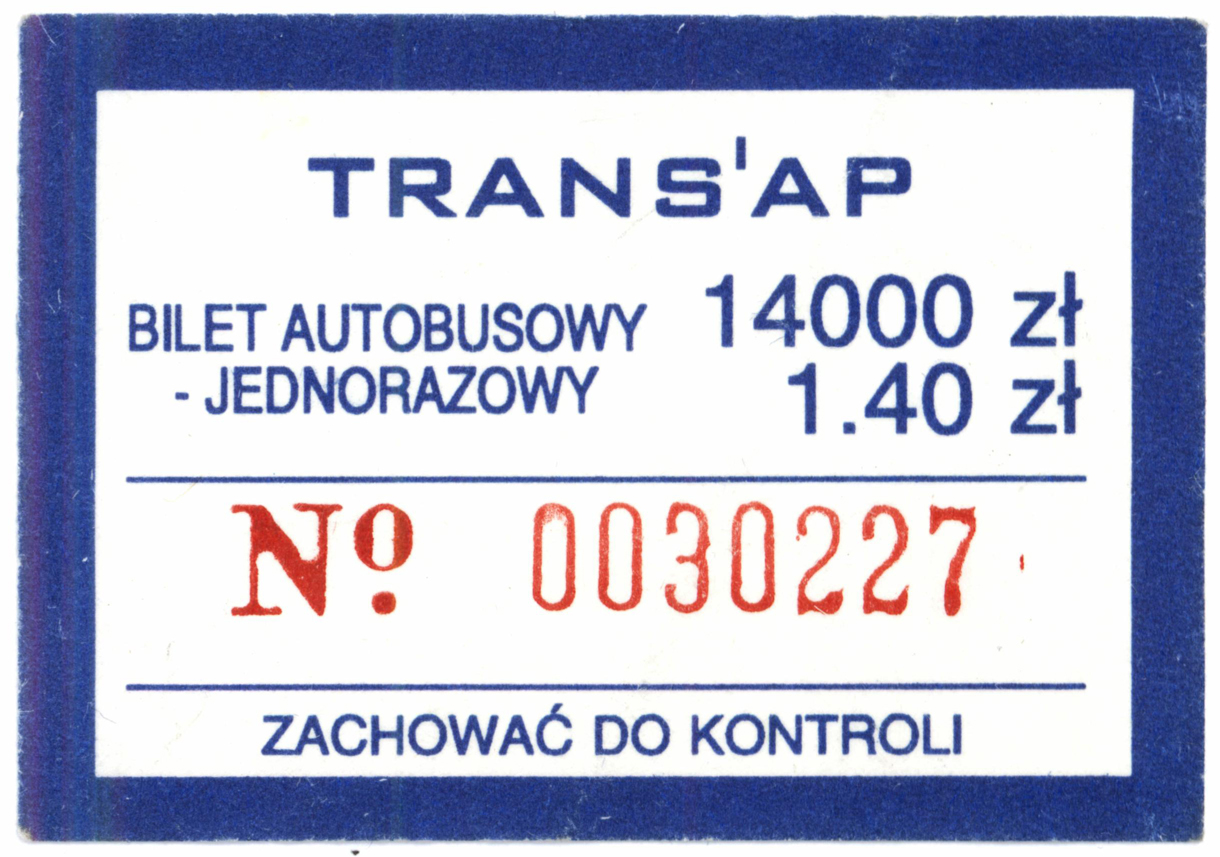 TRANS'AP
BILET AUTOBUSOWY
- JEDNORAZOWY
14000 zł
1.40 zł
Nº 0030227
ZACHOWAĆ DO KONTROLI